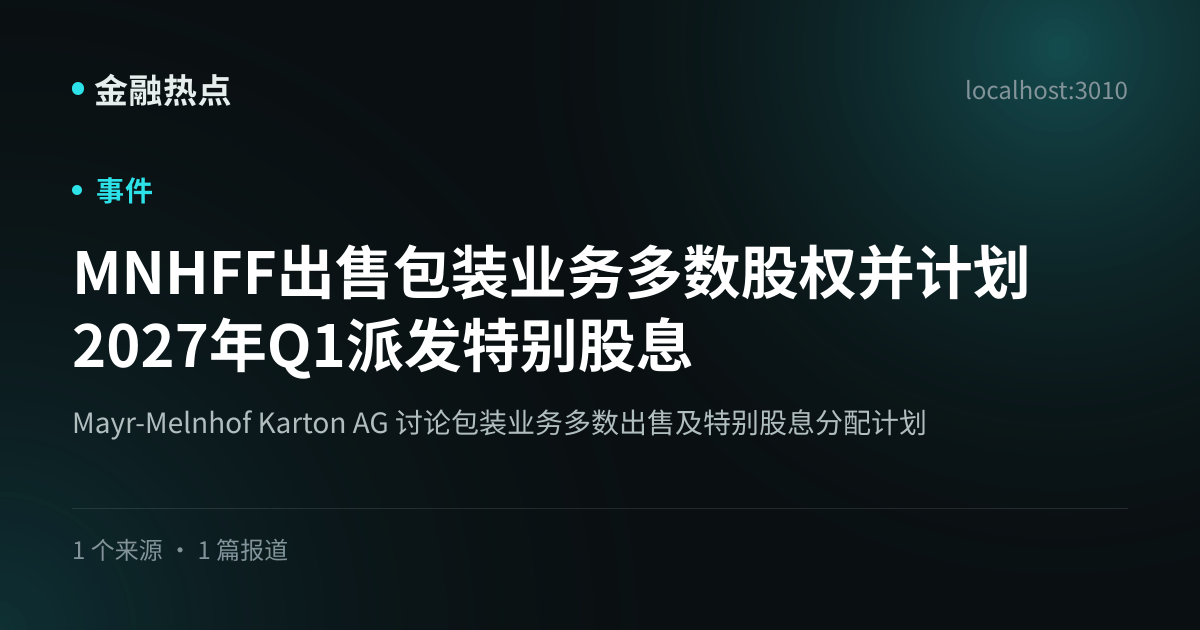 金融热点
localhost:3010
事件
MNHFF出售包装业务多数股权并计划
2027年Q1派发特别股息
Mayr-Melnhof Karton AG 讨论包装业务多数出售及特别股息分配计划
1 个来源 · 1 篇报道